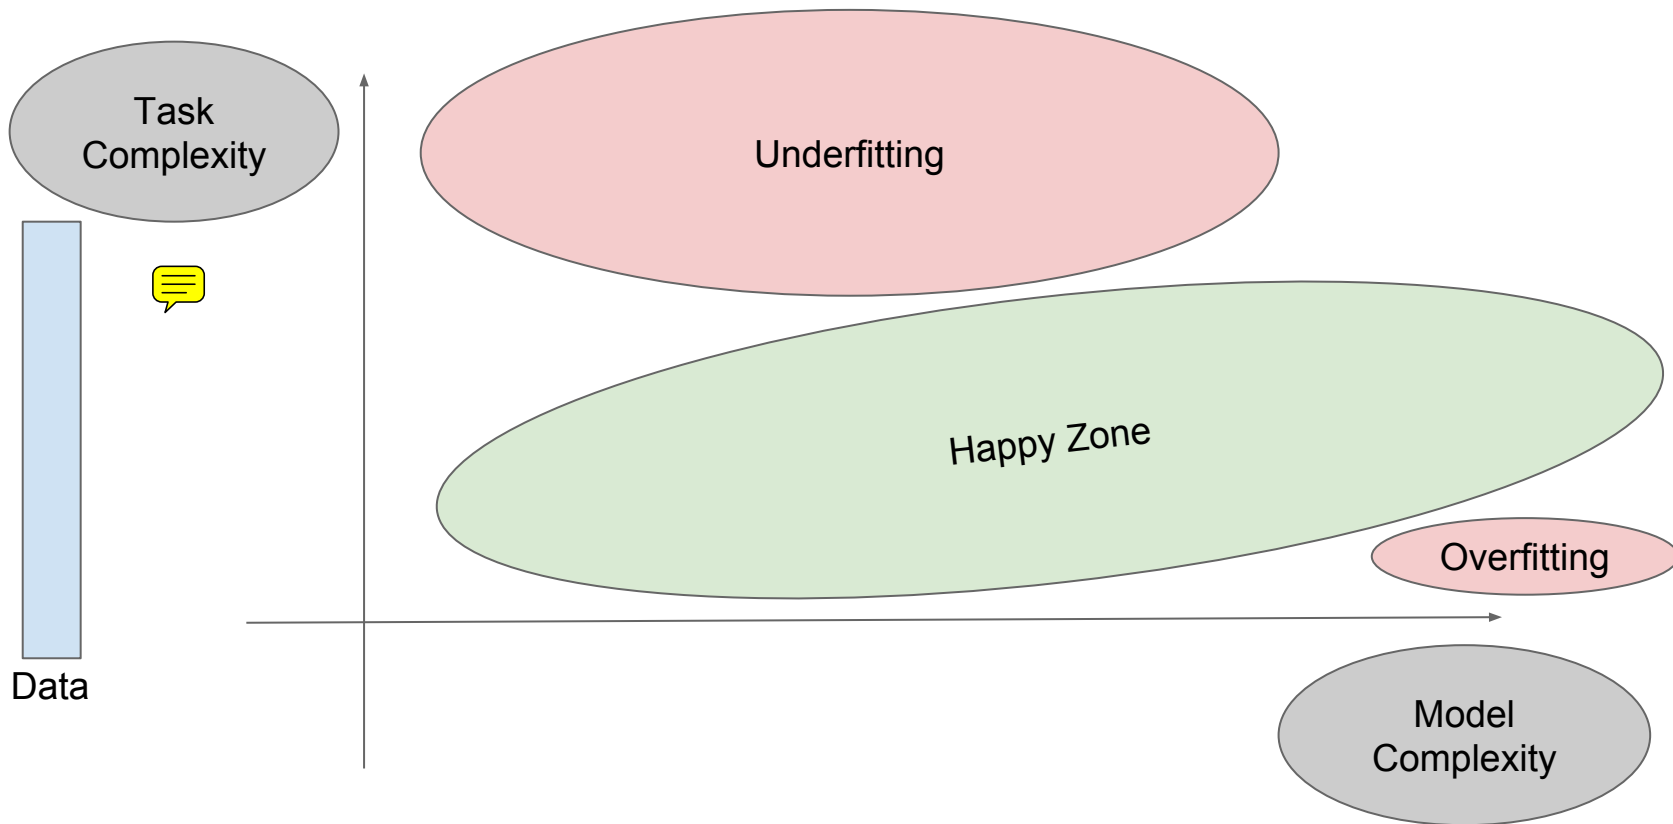 Task
Complexity
Underfitting
Happy Zone
Overfitting
Data
Model
Complexity